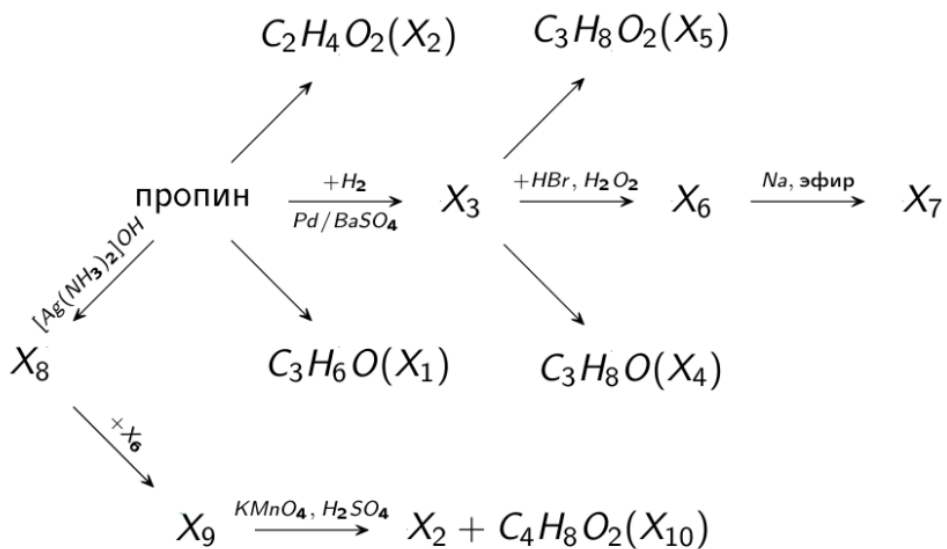 C₂H₄O₂(X₂) C₃H₈O₂(X₅)
пропин +H₂ Pd/BaSO₄ X₃ +HBr, H₂O₂ X₆ Na, эфир X₇
[Ag(NH₃)₂]OH
X₈ C₃H₆O(X₁) C₃H₈O(X₄)
+X₆
X₉ KMnO₄, H₂SO₄ X₂ + C₄H₈O₂(X₁₀)